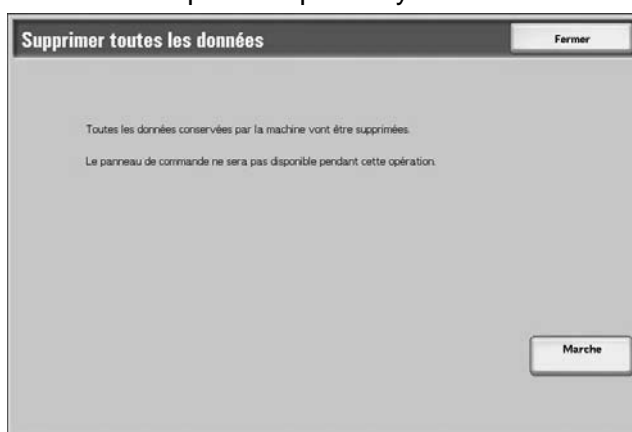 Supprimer toutes les données
Fermer
Toutes les données conservées par la machine vont être supprimées.
Le panneau de commande ne sera pas disponible pendant cette opération.
Marche